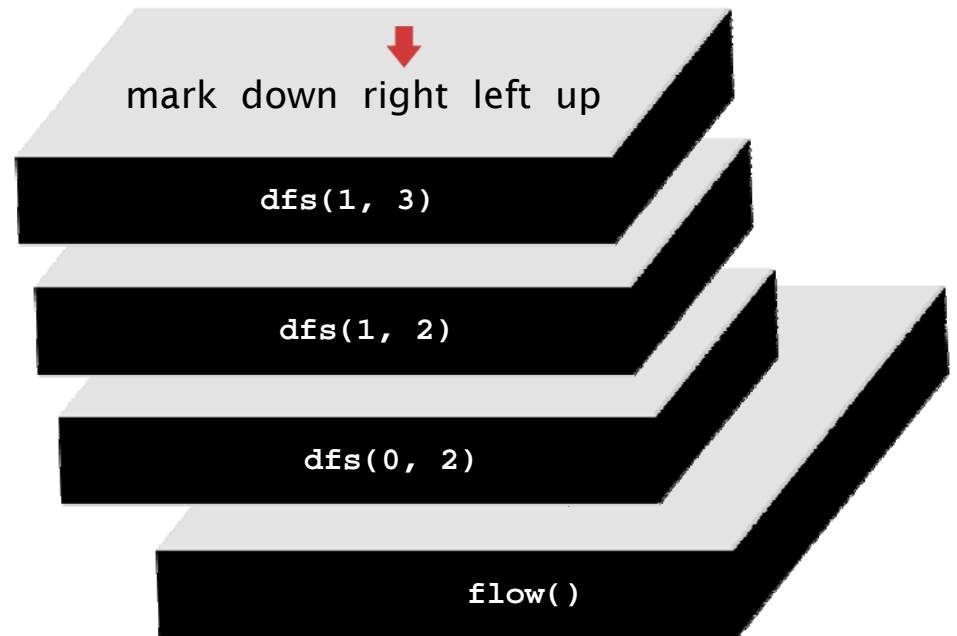 mark down right left up
dfs(1, 3)
dfs(1, 2)
dfs(0, 2)
flow()